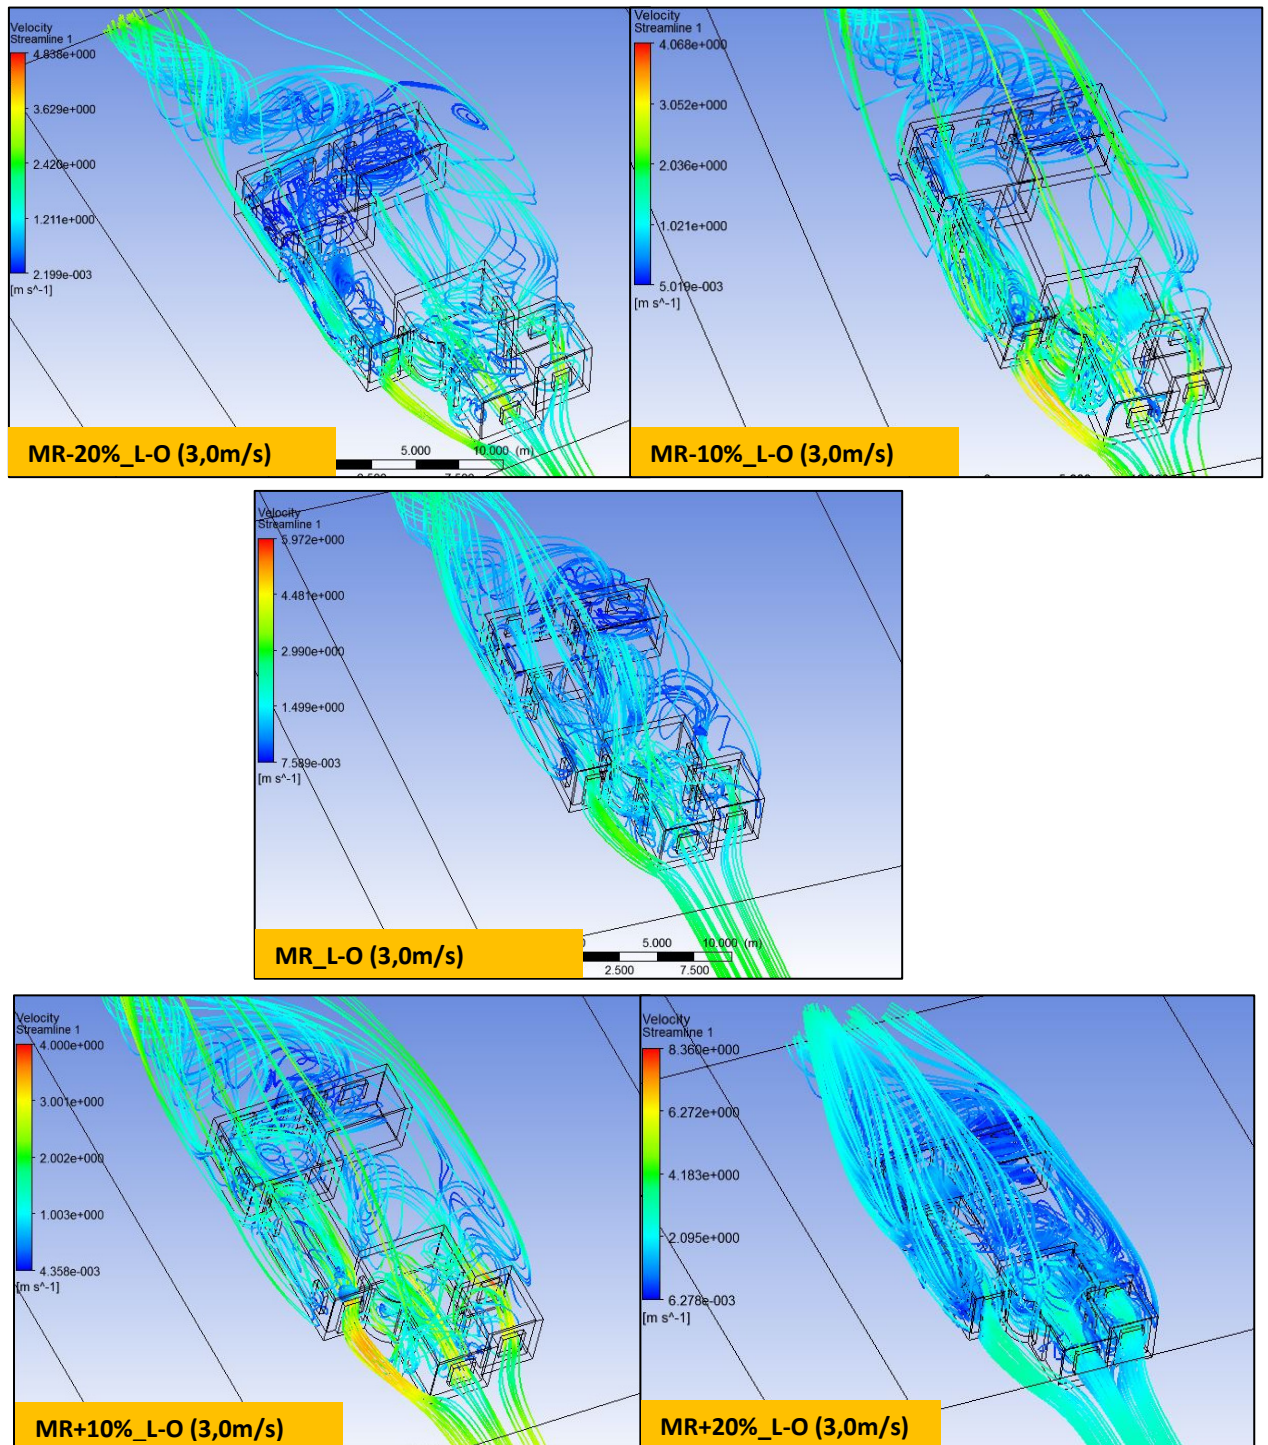 Velocity
Streamline 1
4.838e+000
3.629e+000
2.420e+000
1.211e+000
2.199e-003
[m s^-1]
5.000
10.000 (m)
MR-20%_L-O (3,0m/s)
Velocity
Streamline 1
4.068e+000
3.052e+000
2.036e+000
1.021e+000
5.019e-003
[m s^-1]
MR-10%_L-O (3,0m/s)
Velocity
Streamline 1
5.972e+000
4.481e+000
2.990e+000
1.499e+000
7.589e-003
[m s^-1]
5.000
10.000 (m)
2.500
7.500
MR_L-O (3,0m/s)
Velocity
Streamline 1
4.000e+000
3.001e+000
2.002e+000
1.003e+000
4.358e-003
[m s^-1]
MR+10%_L-O (3,0m/s)
Velocity
Streamline 1
8.360e+000
6.272e+000
4.183e+000
2.095e+000
6.278e-003
[m s^-1]
MR+20%_L-O (3,0m/s)